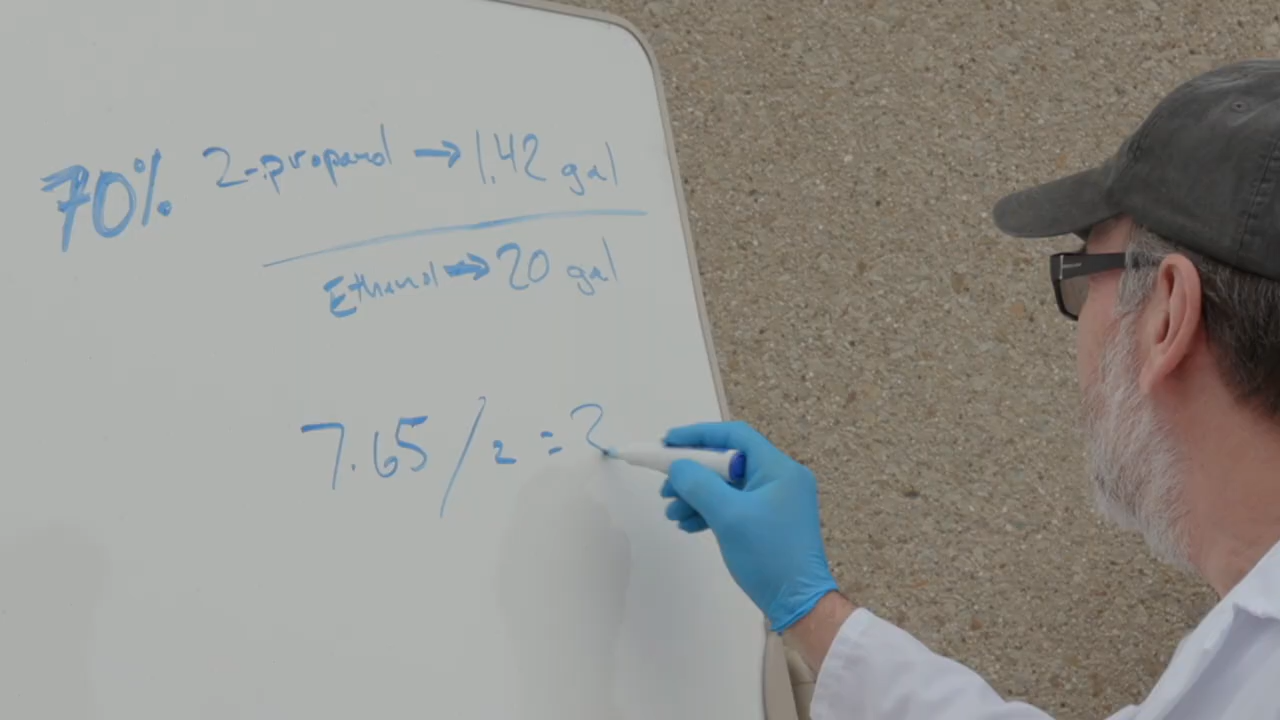 70% 2-propanol → 1.42 gal
Ethanol → 20 gal
7.65 / 2 = 3